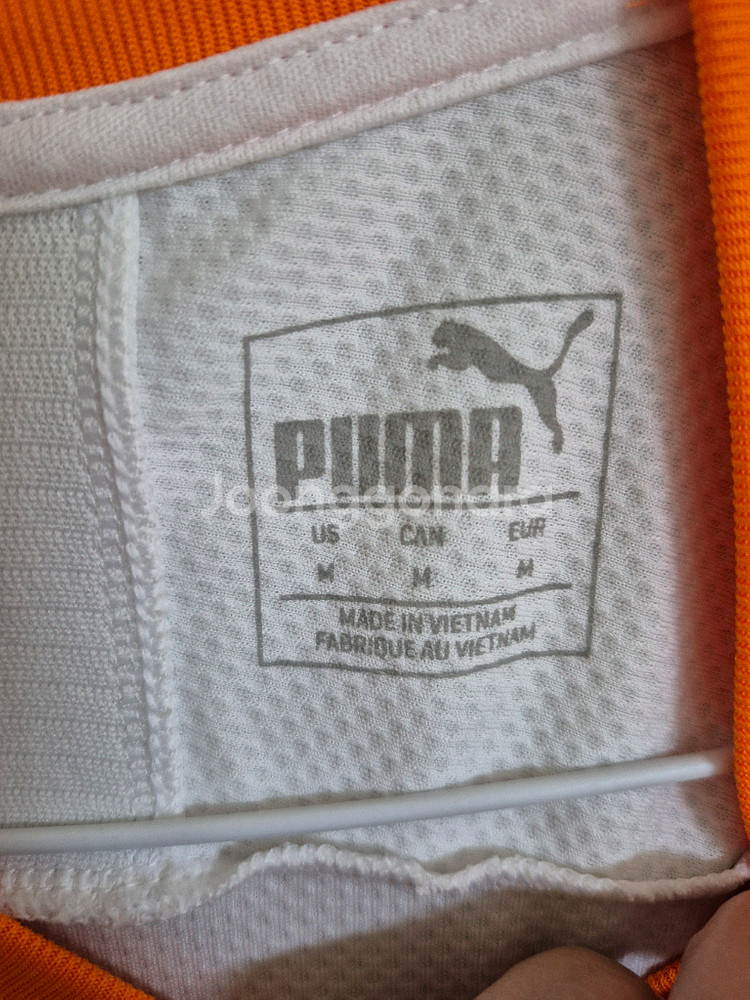 PUMA
Joonggonara
US CAN EUR
M M M
MADE IN VIETNAM
FABRIQUE AU VIETNAM